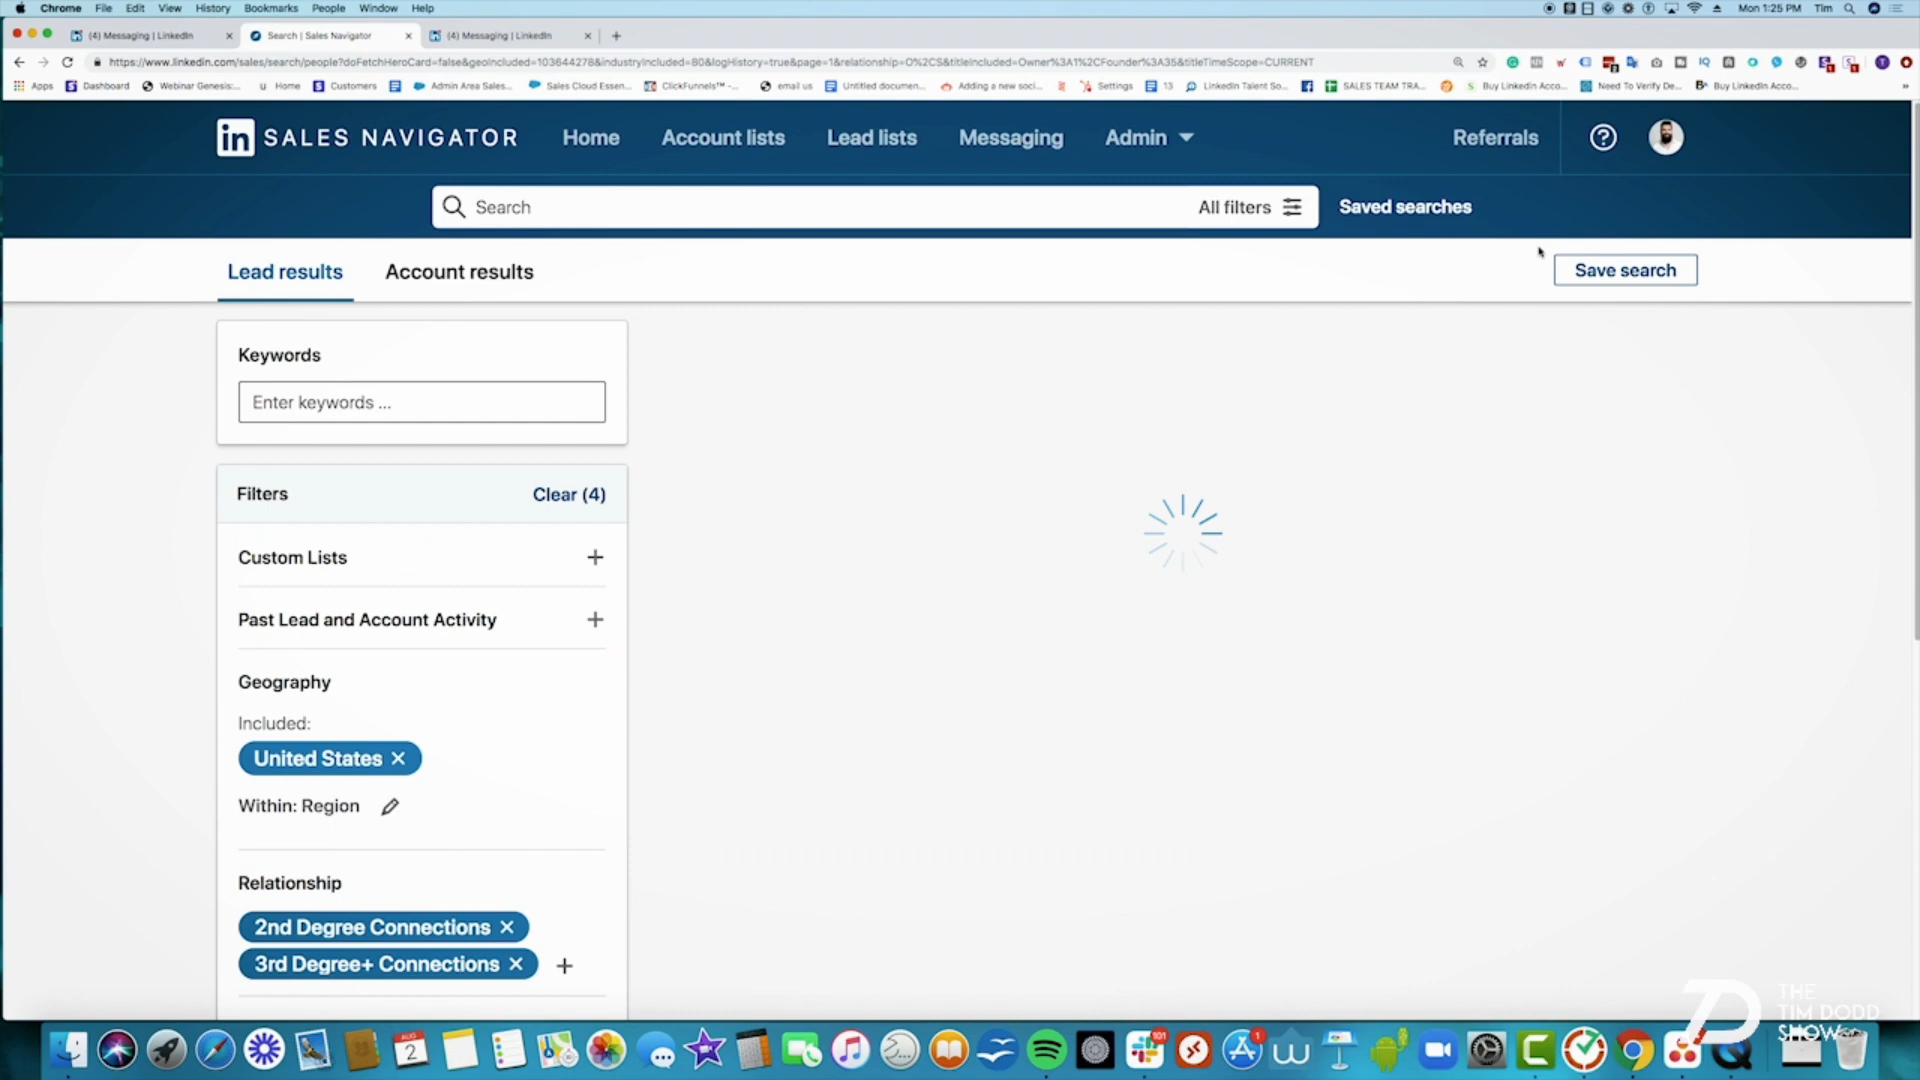 Chrome File Edit View History Bookmarks People Window Help
Mon 1:25 PM Tim
(4) Messaging | LinkedIn
Search | Sales Navigator
(4) Messaging | LinkedIn
https://www.linkedin.com/sales/search/people?doFetchHeroCard=false&geoIncluded=103644278&industryIncluded=80&logHistory=true&page=1&relationship=O%2CS&titleIncluded=Owner%3A1%2CFounder%3A35&titleTimeScope=CURRENT
Apps Dashboard Webinar Genesis:... Home Customers Admin Area Sales... Sales Cloud Essen... ClickFunnels™ -... email us Untitled documen... Adding a new soci... Settings 13 LinkedIn Talent So... SALES TEAM TRA... Buy LinkedIn Acco... Need To Verify De... Buy LinkedIn Acco...
in SALES NAVIGATOR Home Account lists Lead lists Messaging Admin Referrals
Search All filters Saved searches
Lead results Account results Save search
Keywords
Enter keywords ...
Filters Clear (4)
Custom Lists
Past Lead and Account Activity
Geography
Included:
United States
Within: Region
Relationship
2nd Degree Connections
3rd Degree+ Connections
THE
TIM DODD
SHOW
AUG
2
101
1